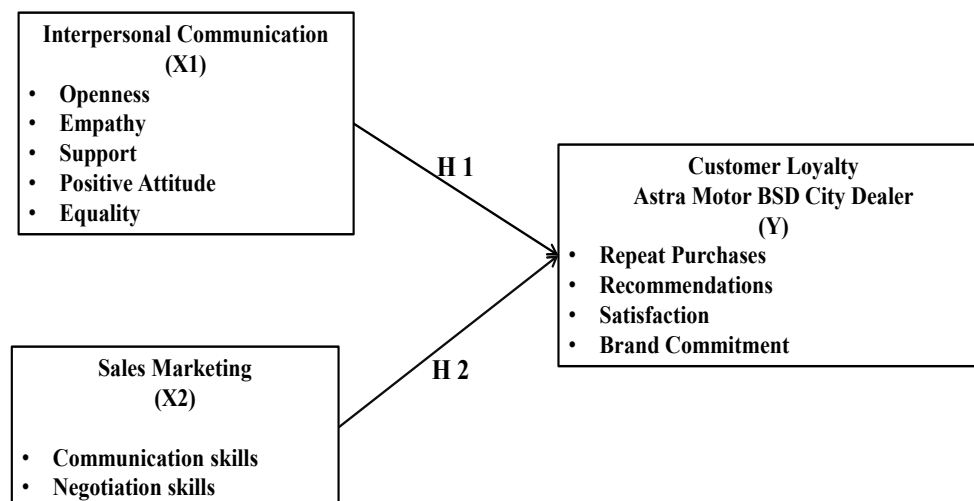 Interpersonal Communication
(X1)
• Openness
• Empathy
• Support
• Positive Attitude
• Equality
H 1
Customer Loyalty
Astra Motor BSD City Dealer
(Y)
• Repeat Purchases
• Recommendations
• Satisfaction
• Brand Commitment
H 2
Sales Marketing
(X2)
• Communication skills
• Negotiation skills